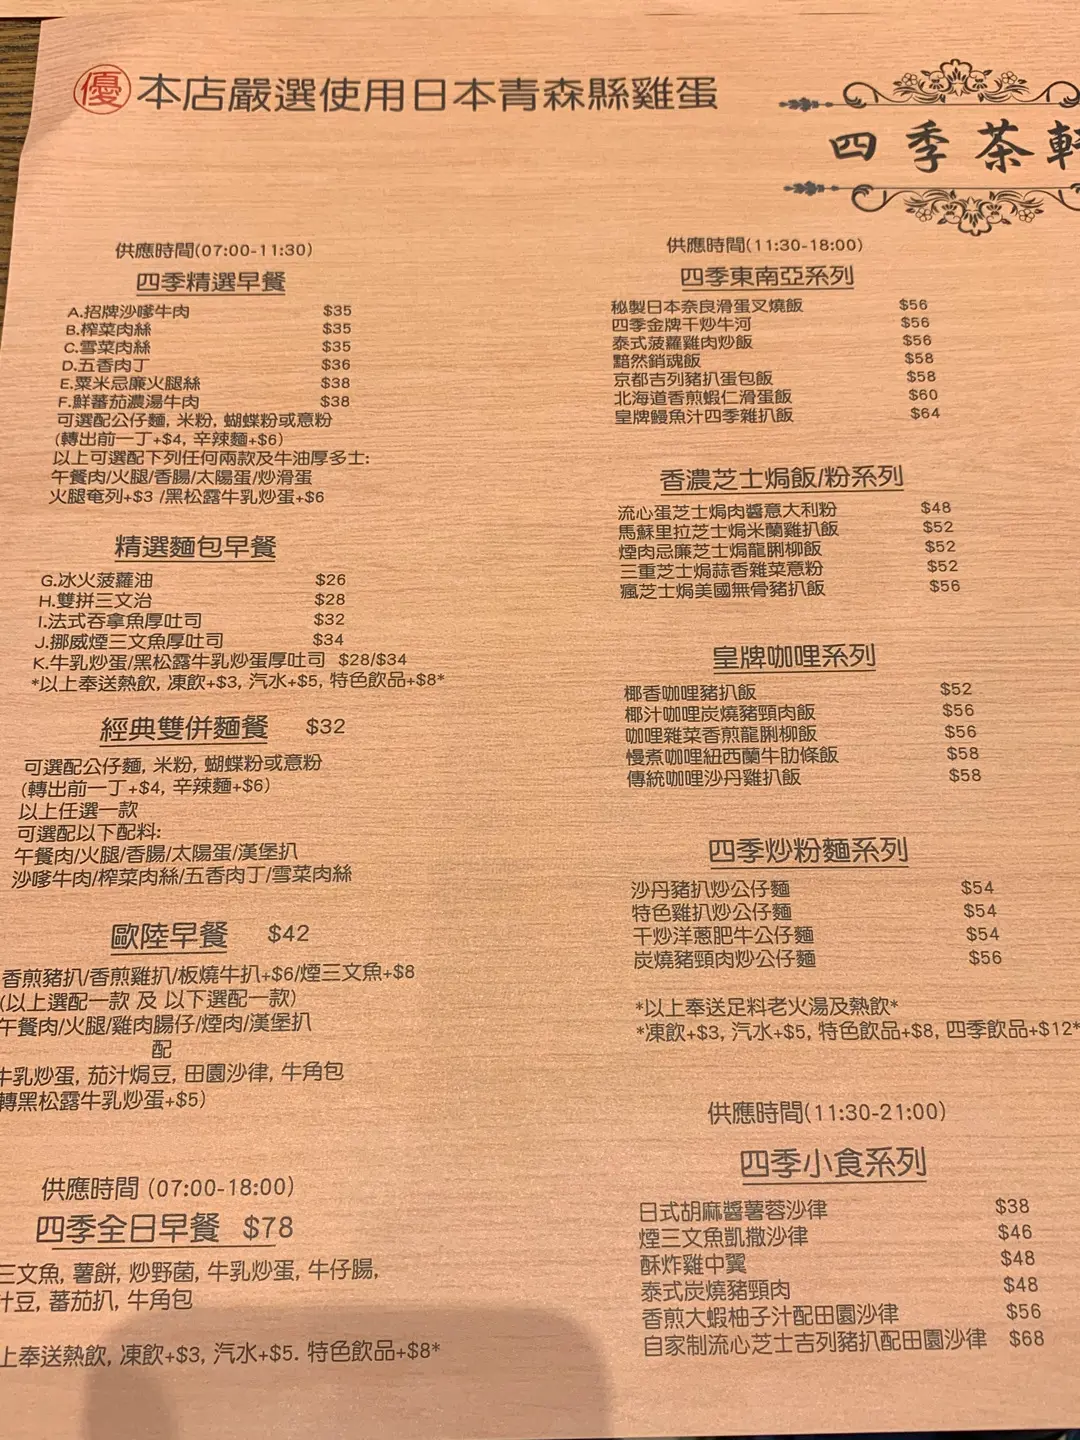 優 本店嚴選使用日本青森縣雞蛋
四季茶軒
供應時間(07:00-11:30)
四季精選早餐
A.招牌沙嗲牛肉 $35
B.榨菜肉絲 $35
C.雪菜肉絲 $35
D.五香肉丁 $36
E.粟米忌廉火腿絲 $38
F.鮮蕃茄濃湯牛肉 $38
可選配公仔麵, 米粉, 蝴蝶粉或意粉
(轉出前一丁+$4, 辛辣麵+$6)
以上可選配下列任何兩款及牛油厚多士:
午餐肉/火腿/香腸/太陽蛋/炒滑蛋
火腿奄列+$3 /黑松露牛乳炒蛋+$6
精選麵包早餐
G.冰火菠蘿油 $26
H.雙拼三文治 $28
I.法式吞拿魚厚吐司 $32
J.挪威煙三文魚厚吐司 $34
K.牛乳炒蛋/黑松露牛乳炒蛋厚吐司 $28/$34
*以上奉送熱飲, 凍飲+$3, 汽水+$5, 特色飲品+$8*
經典雙併麵餐 $32
可選配公仔麵, 米粉, 蝴蝶粉或意粉
(轉出前一丁+$4, 辛辣麵+$6)
以上任選一款
可選配以下配料:
午餐肉/火腿/香腸/太陽蛋/漢堡扒
沙嗲牛肉/榨菜肉絲/五香肉丁/雪菜肉絲
歐陸早餐 $42
香煎豬扒/香煎雞扒/板燒牛扒+$6/煙三文魚+$8
(以上選配一款 及 以下選配一款)
午餐肉/火腿/雞肉腸仔/煙肉/漢堡扒
配
牛乳炒蛋, 茄汁焗豆, 田園沙律, 牛角包
轉黑松露牛乳炒蛋+$5)
供應時間 (07:00-18:00)
四季全日早餐 $78
三文魚, 薯餅, 炒野菌, 牛乳炒蛋, 牛仔腸,
汁豆, 蕃茄扒, 牛角包
上奉送熱飲, 凍飲+$3, 汽水+$5. 特色飲品+$8*
供應時間(11:30-18:00)
四季東南亞系列
秘製日本奈良滑蛋叉燒飯 $56
四季金牌干炒牛河 $56
泰式菠蘿雞肉炒飯 $56
黯然銷魂飯 $58
京都吉列豬扒蛋包飯 $58
北海道香煎蝦仁滑蛋飯 $60
皇牌鰻魚汁四季雜扒飯 $64
香濃芝士焗飯/粉系列
流心蛋芝士焗肉醬意大利粉 $48
馬蘇里拉芝士焗米蘭雞扒飯 $52
煙肉忌廉芝士焗龍脷柳飯 $52
三重芝士焗蒜香雜菜意粉 $52
瘋芝士焗美國無骨豬扒飯 $56
皇牌咖哩系列
椰香咖哩豬扒飯 $52
椰汁咖哩炭燒豬頸肉飯 $56
咖哩雜菜香煎龍脷柳飯 $56
慢煮咖哩紐西蘭牛肋條飯 $58
傳統咖哩沙丹雞扒飯 $58
四季炒粉麵系列
沙丹豬扒炒公仔麵 $54
特色雞扒炒公仔麵 $54
干炒洋蔥肥牛公仔麵 $54
炭燒豬頸肉炒公仔麵 $56
*以上奉送足料老火湯及熱飲*
*凍飲+$3, 汽水+$5, 特色飲品+$8, 四季飲品+$12*
供應時間(11:30-21:00)
四季小食系列
日式胡麻醬薯蓉沙律 $38
煙三文魚凱撒沙律 $46
酥炸雞中翼 $48
泰式炭燒豬頸肉 $48
香煎大蝦柚子汁配田園沙律 $56
自家制流心芝士吉列豬扒配田園沙律 $68